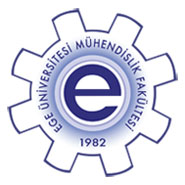 EGE ÜNİVERSİTESİ MÜHENDİSLİK FAKÜLTESİ
e
1982